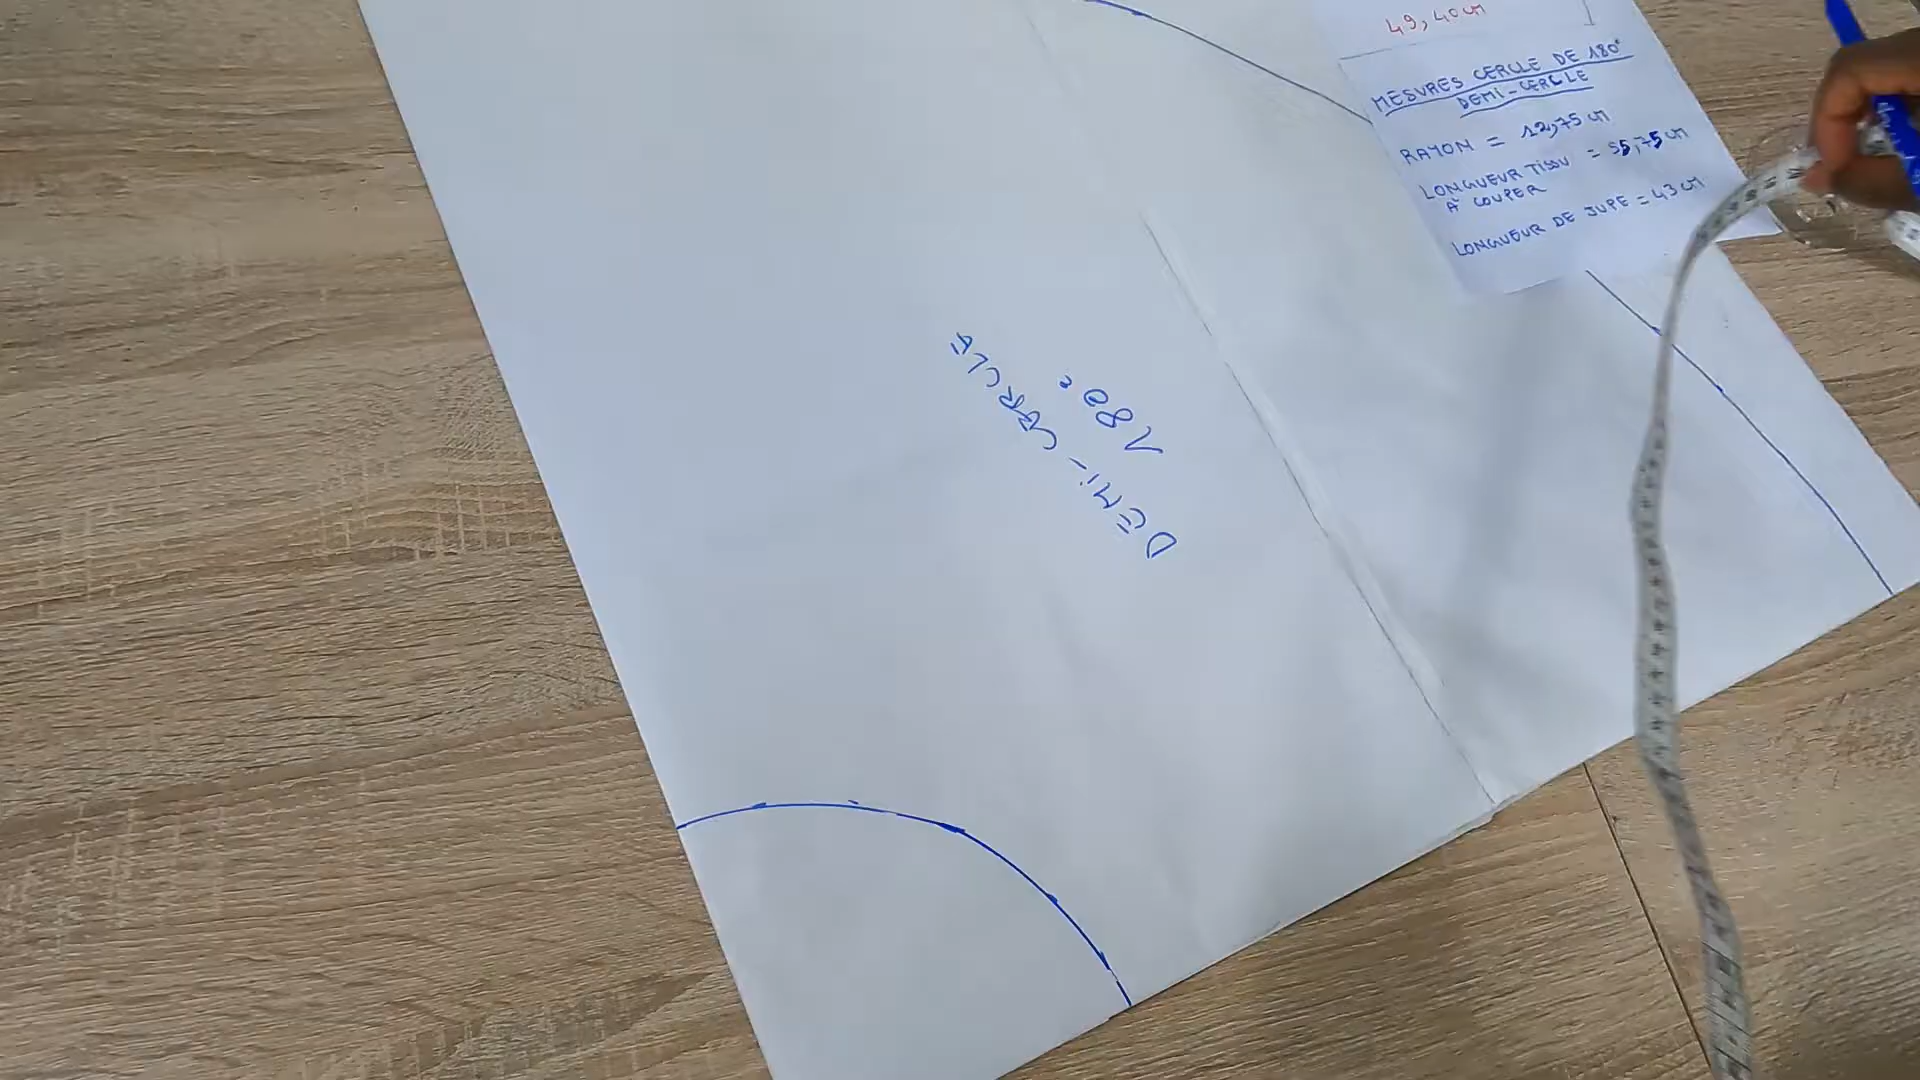 49,40 cm
MESURES CERCLE DE 180°
DEMI-CERCLE
RAYON = 12,75 cm
LONGUEUR TISSU = 55,75 cm
À COUPER
LONGUEUR DE JUPE = 43 cm
DEMI-CERCLE
180°